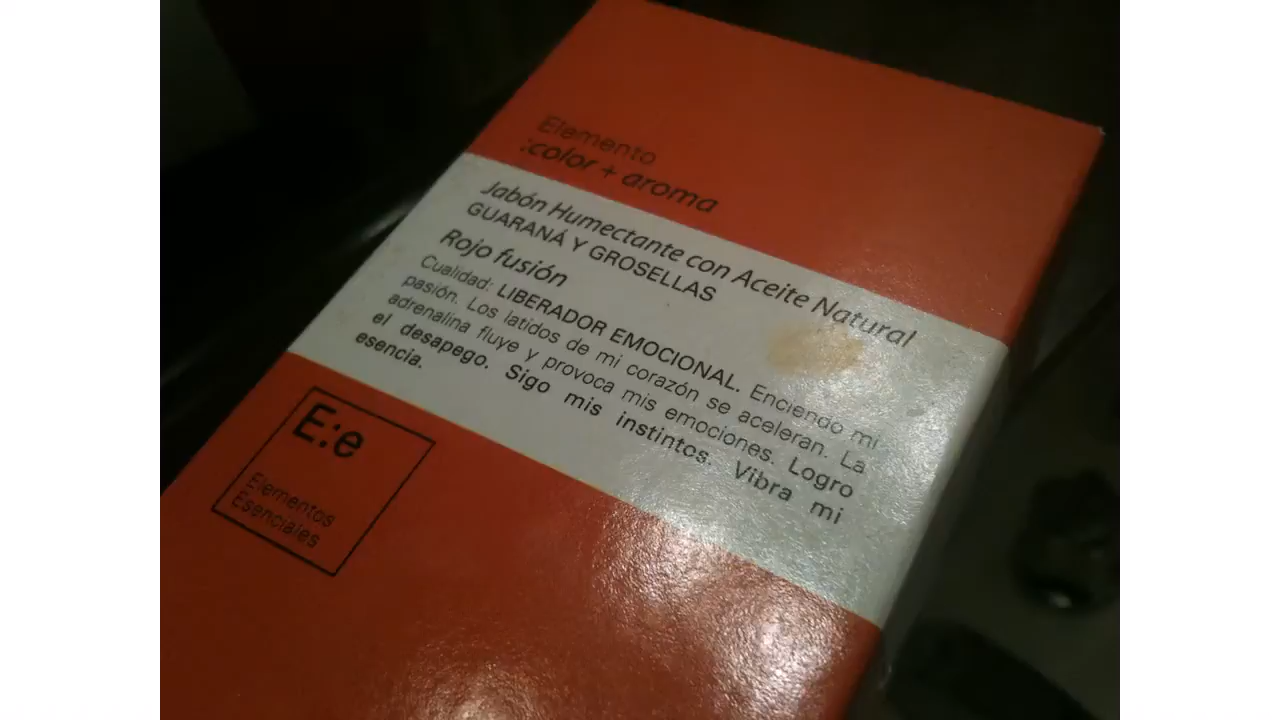 Elemento
:color + aroma
Jabón Humectante con Aceite Natural
GUARANÁ Y GROSELLAS
Rojo fusión
Cualidad: LIBERADOR EMOCIONAL. Enciendo mi
pasión. Los latidos de mi corazón se aceleran. La
adrenalina fluye y provoca mis emociones. Logro
el desapego. Sigo mis instintos. Vibra mi
esencia.
E:e
Elementos
Esenciales